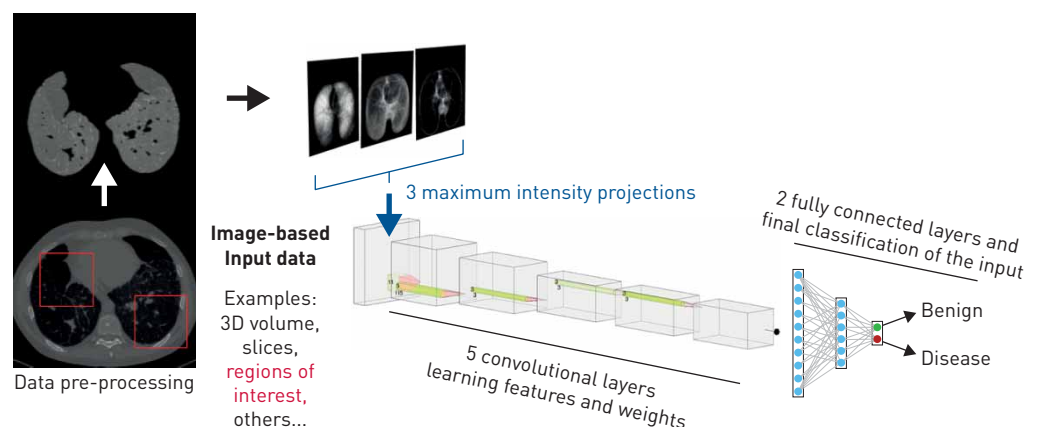 3 maximum intensity projections
Image-based
Input data
Examples:
3D volume,
slices,
regions of
interest,
others...
Data pre-processing
5 convolutional layers
learning features and weights
2 fully connected layers and
final classification of the input
Benign
Disease